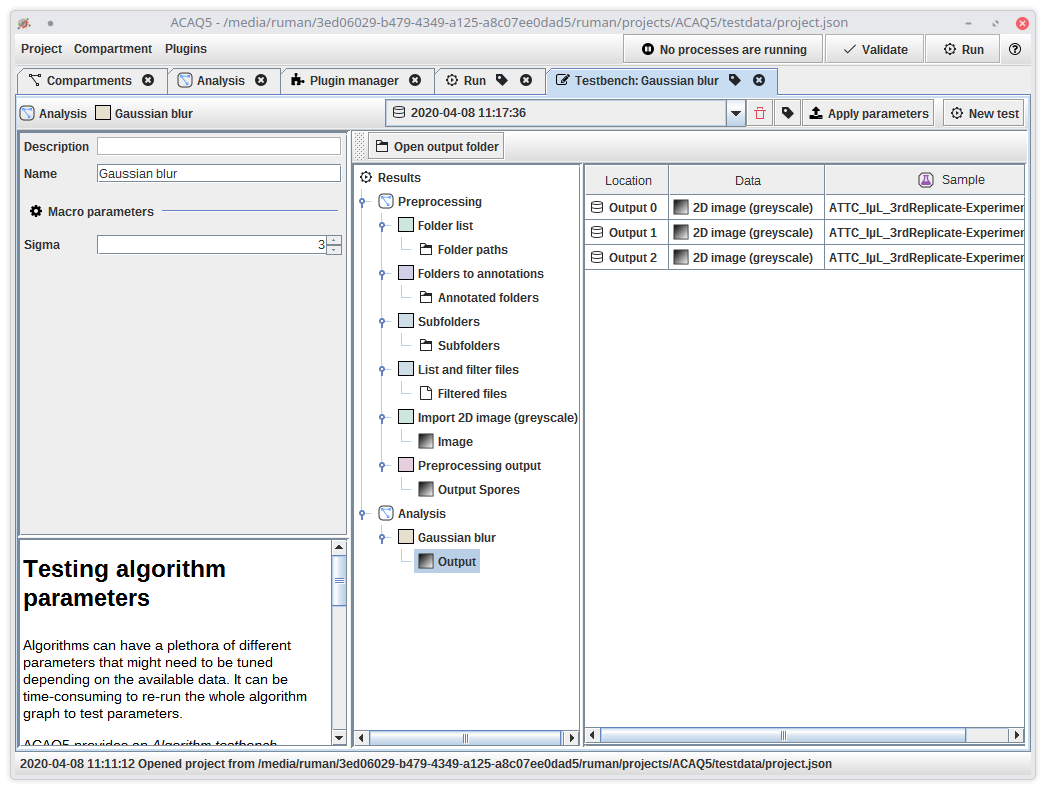 ACAQ5 - /media/ruman/3ed06029-b479-4349-a125-a8c07ee0dad5/ruman/projects/ACAQ5/testdata/project.json
Project Compartment Plugins No processes are running Validate Run
Compartments Analysis Plugin manager Run Testbench: Gaussian blur
Analysis Gaussian blur 2020-04-08 11:17:36 Apply parameters New test
Description
Name Gaussian blur
Macro parameters
Sigma 3
Testing algorithm
parameters
Algorithms can have a plethora of different
parameters that might need to be tuned
depending on the available data. It can be
time-consuming to re-run the whole algorithm
graph to test parameters.
ACAQ5 provides an Algorithm testbench
Open output folder
Results
Preprocessing
Folder list
Folder paths
Folders to annotations
Annotated folders
Subfolders
Subfolders
List and filter files
Filtered files
Import 2D image (greyscale)
Image
Preprocessing output
Output Spores
Analysis
Gaussian blur
Output
Location Data Sample
Output 0 2D image (greyscale) ATTC_IµL_3rdReplicate-Experimer
Output 1 2D image (greyscale) ATTC_IµL_3rdReplicate-Experimer
Output 2 2D image (greyscale) ATTC_IµL_3rdReplicate-Experimer
2020-04-08 11:11:12 Opened project from /media/ruman/3ed06029-b479-4349-a125-a8c07ee0dad5/ruman/projects/ACAQ5/testdata/project.json